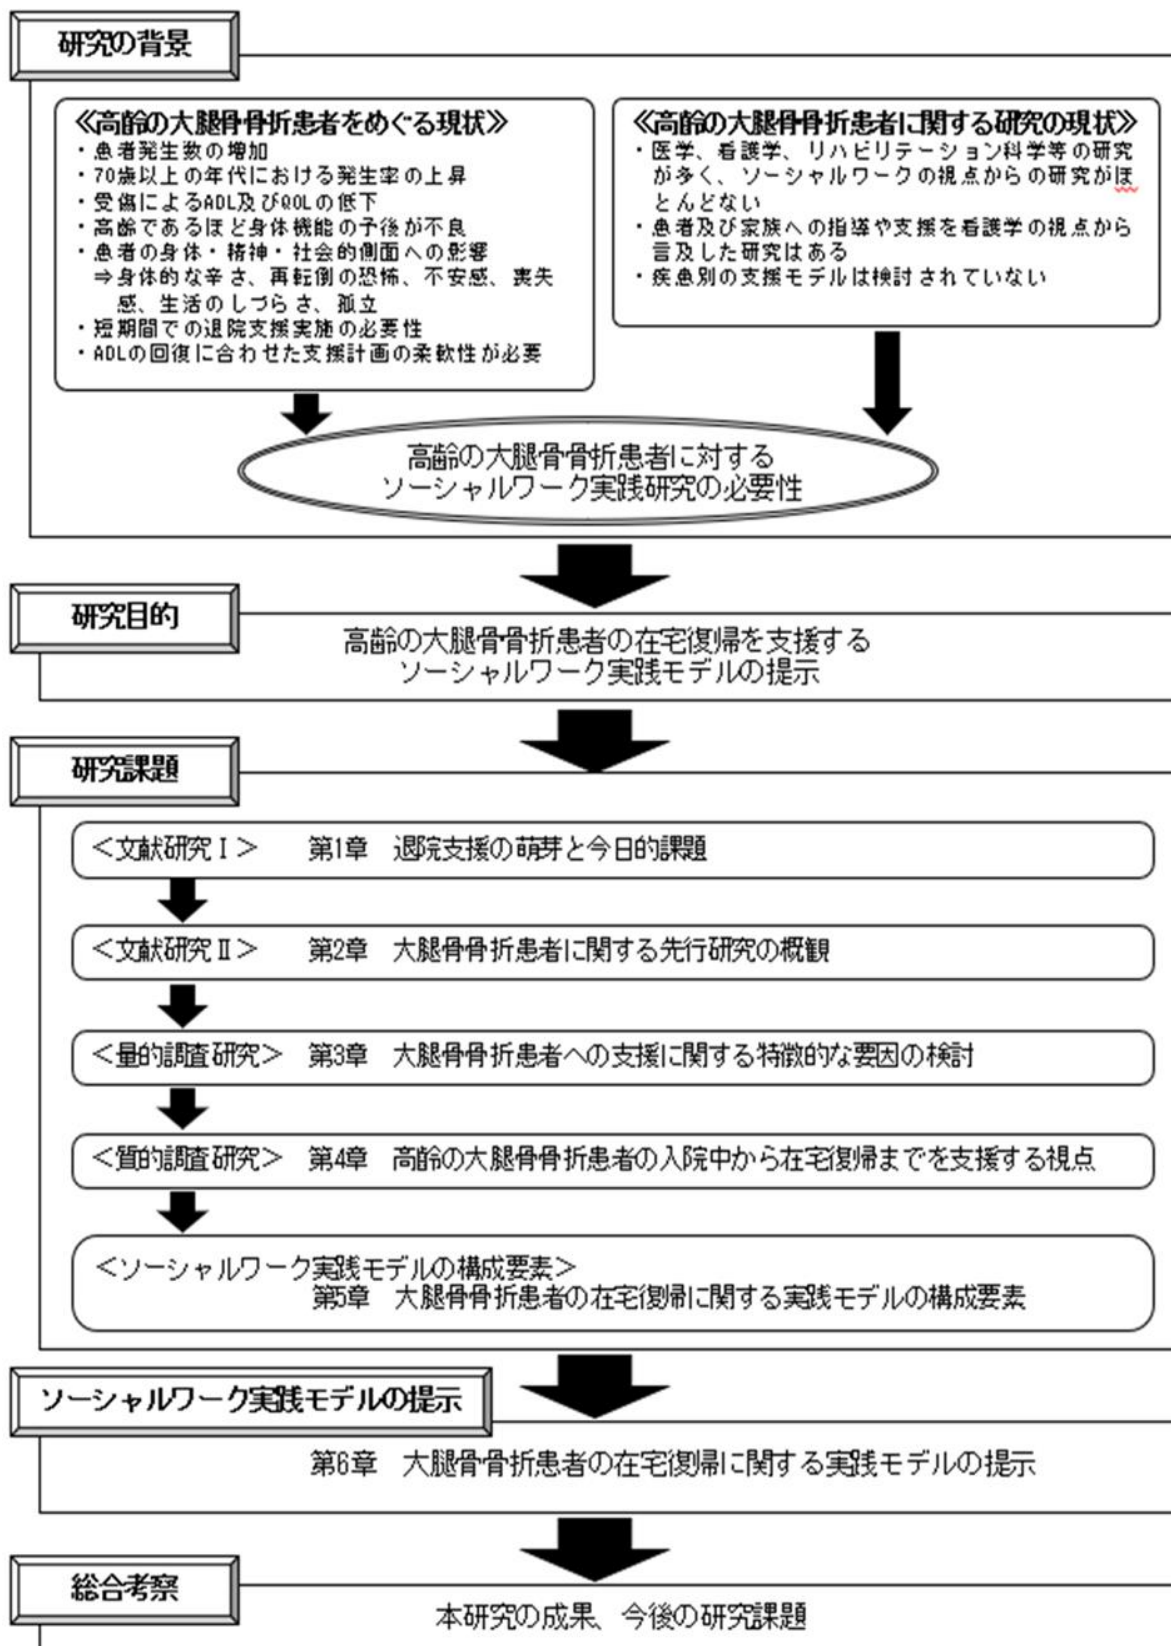 研究の背景
≪高齢の大腿骨骨折患者をめぐる現状≫
・患者発生数の増加
・70歳以上の年代における発生率の上昇
・受傷によるADL及びQOLの低下
・高齢であるほど身体機能の予後が不良
・患者の身体・精神・社会的側面への影響
⇒身体的な辛さ、再転倒の恐怖、不安感、喪失
感、生活のしづらさ、孤立
・短期間での退院支援実施の必要性
・ADLの回復に合わせた支援計画の柔軟性が必要
≪高齢の大腿骨骨折患者に関する研究の現状≫
・医学、看護学、リハビリテーション科学等の研究
が多く、ソーシャルワークの視点からの研究がほ
とんどない
・患者及び家族への指導や支援を看護学の視点から
言及した研究はある
・疾患別の支援モデルは検討されていない
高齢の大腿骨骨折患者に対する
ソーシャルワーク実践研究の必要性
研究目的
高齢の大腿骨骨折患者の在宅復帰を支援する
ソーシャルワーク実践モデルの提示
研究課題
＜文献研究Ⅰ＞ 第1章 退院支援の萌芽と今日的課題
＜文献研究Ⅱ＞ 第2章 大腿骨骨折患者に関する先行研究の概観
＜量的調査研究＞ 第3章 大腿骨骨折患者への支援に関する特徴的な要因の検討
＜質的調査研究＞ 第4章 高齢の大腿骨骨折患者の入院中から在宅復帰までを支援する視点
＜ソーシャルワーク実践モデルの構成要素＞
第5章 大腿骨骨折患者の在宅復帰に関する実践モデルの構成要素
ソーシャルワーク実践モデルの提示
第6章 大腿骨骨折患者の在宅復帰に関する実践モデルの提示
総合考察
本研究の成果、今後の研究課題